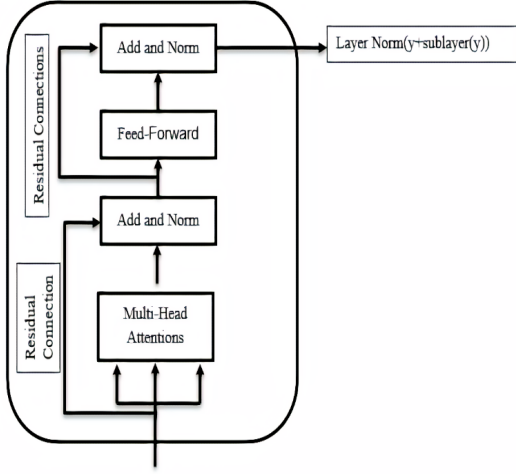 Add and Norm
Layer Norm(y+sublayer(y))
Residual Connections
Feed-Forward
Add and Norm
Residual
Connection
Multi-Head
Attentions